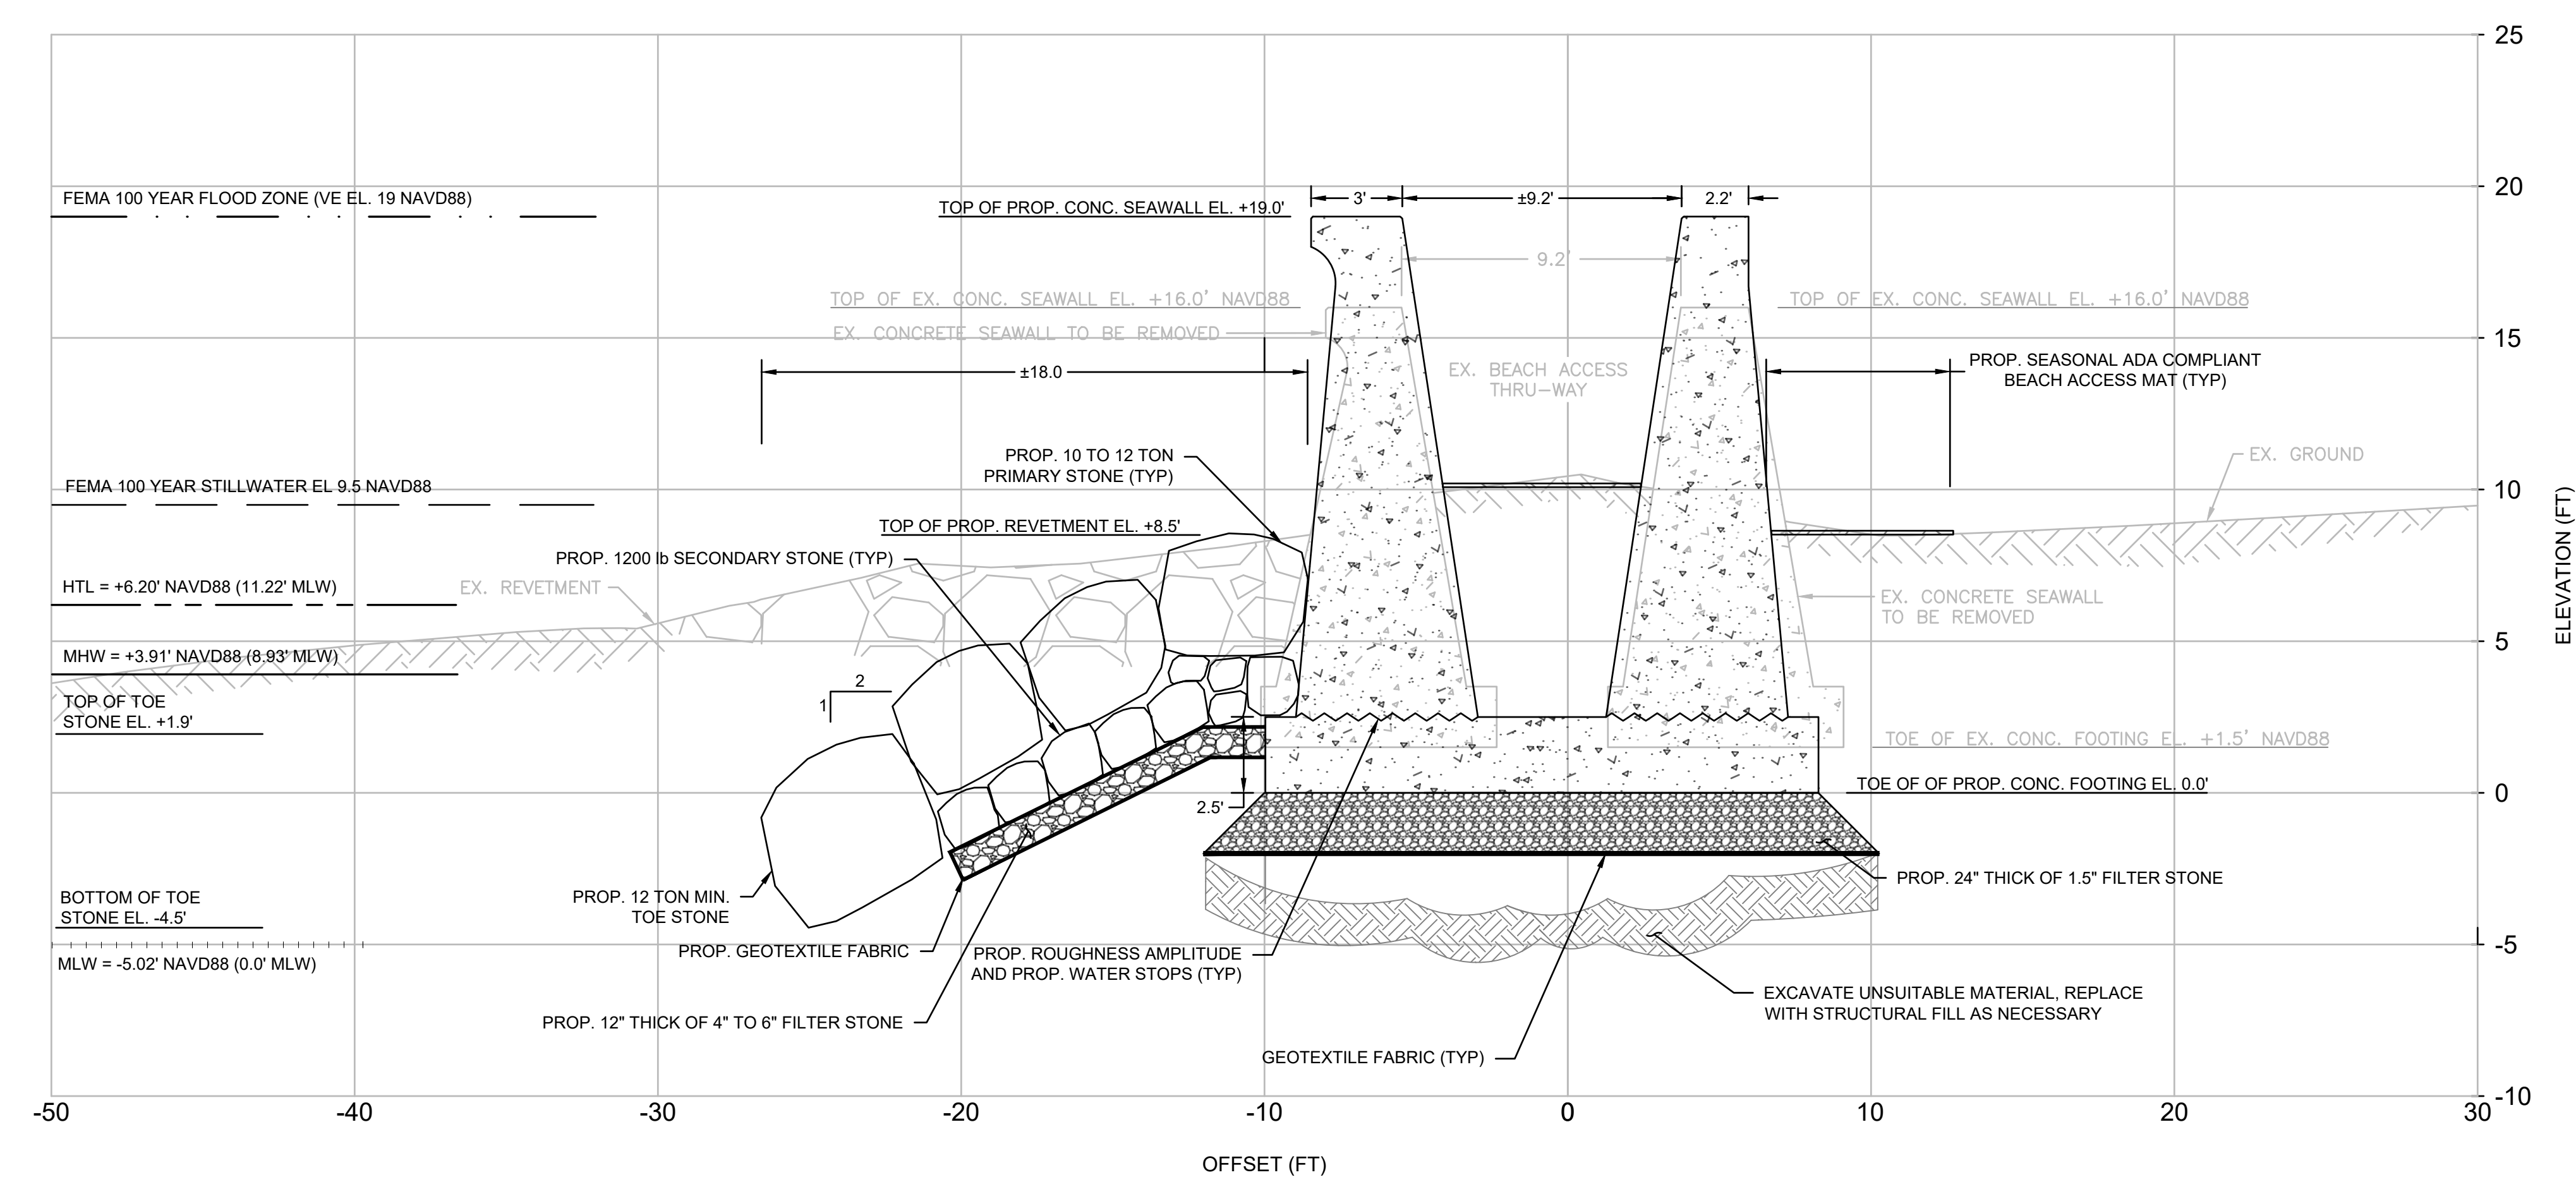 25
20
15
10
5
0
-5
-10
ELEVATION (FT)
FEMA 100 YEAR FLOOD ZONE (VE EL. 19 NAVD88)
TOP OF PROP. CONC. SEAWALL EL. +19.0'
3'
±9.2'
2.2'
9.2'
TOP OF EX. CONC. SEAWALL EL. +16.0' NAVD88
TOP OF EX. CONC. SEAWALL EL. +16.0' NAVD88
EX. CONCRETE SEAWALL TO BE REMOVED
±18.0
EX. BEACH ACCESS
THRU-WAY
PROP. SEASONAL ADA COMPLIANT
BEACH ACCESS MAT (TYP)
PROP. 10 TO 12 TON
PRIMARY STONE (TYP)
EX. GROUND
FEMA 100 YEAR STILLWATER EL 9.5 NAVD88
TOP OF PROP. REVETMENT EL. +8.5'
PROP. 1200 lb SECONDARY STONE (TYP)
HTL = +6.20' NAVD88 (11.22' MLW)
EX. REVETMENT
EX. CONCRETE SEAWALL
TO BE REMOVED
MHW = +3.91' NAVD88 (8.93' MLW)
2
1
TOP OF TOE
STONE EL. +1.9'
TOE OF EX. CONC. FOOTING EL. +1.5' NAVD88
TOE OF OF PROP. CONC. FOOTING EL. 0.0'
2.5'
PROP. 24" THICK OF 1.5" FILTER STONE
BOTTOM OF TOE
STONE EL. -4.5'
PROP. 12 TON MIN.
TOE STONE
PROP. GEOTEXTILE FABRIC
PROP. ROUGHNESS AMPLITUDE
AND PROP. WATER STOPS (TYP)
MLW = -5.02' NAVD88 (0.0' MLW)
EXCAVATE UNSUITABLE MATERIAL, REPLACE
WITH STRUCTURAL FILL AS NECESSARY
PROP. 12" THICK OF 4" TO 6" FILTER STONE
GEOTEXTILE FABRIC (TYP)
-50
-40
-30
-20
-10
0
10
20
30
OFFSET (FT)